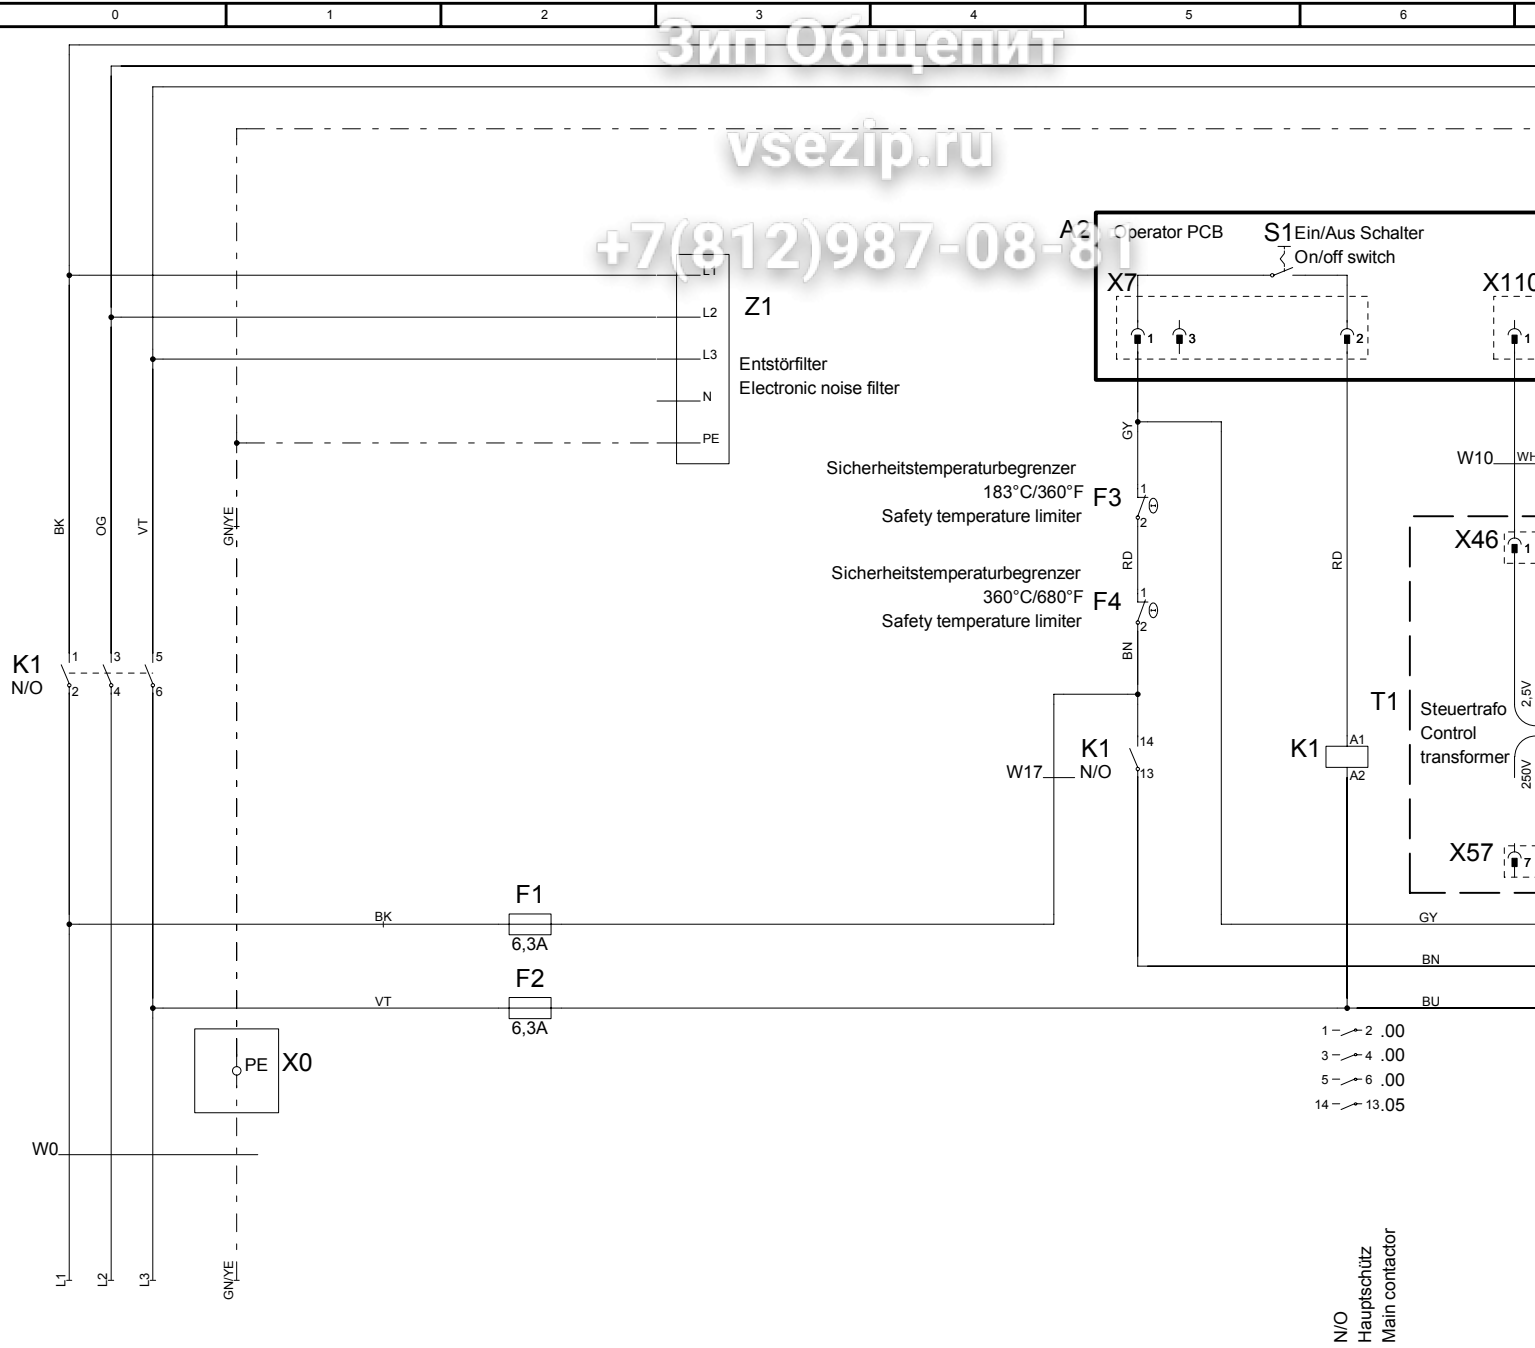 0 1 2 3 4 5 6
Зип Общепит
vsezip.ru
+7(812)987-08-81
A2 Operator PCB
S1 Ein/Aus Schalter
On/off switch
X7
X110
1 3 2 1
L1
L2
L3
N
PE
Z1
Entstörfilter
Electronic noise filter
GY
W10 WH
Sicherheitstemperaturbegrenzer
183°C/360°F
Safety temperature limiter
F3
1
2
BK OG VT GN/YE
RD
RD
X46
1
Sicherheitstemperaturbegrenzer
360°C/680°F
Safety temperature limiter
F4
1
2
BN
K1
N/O
1 3 5
2 4 6
T1
Steuertrafo
Control
transformer
2,5V
250V
W17
K1
N/O
14
13
K1
A1
A2
X57
7
F1
BK
6,3A
GY
BN
F2
VT
6,3A
BU
PE X0
1 2 .00
3 4 .00
5 6 .00
14 13 .05
W0
L1 L2 L3 GN/YE
N/O
Hauptschütz
Main contactor